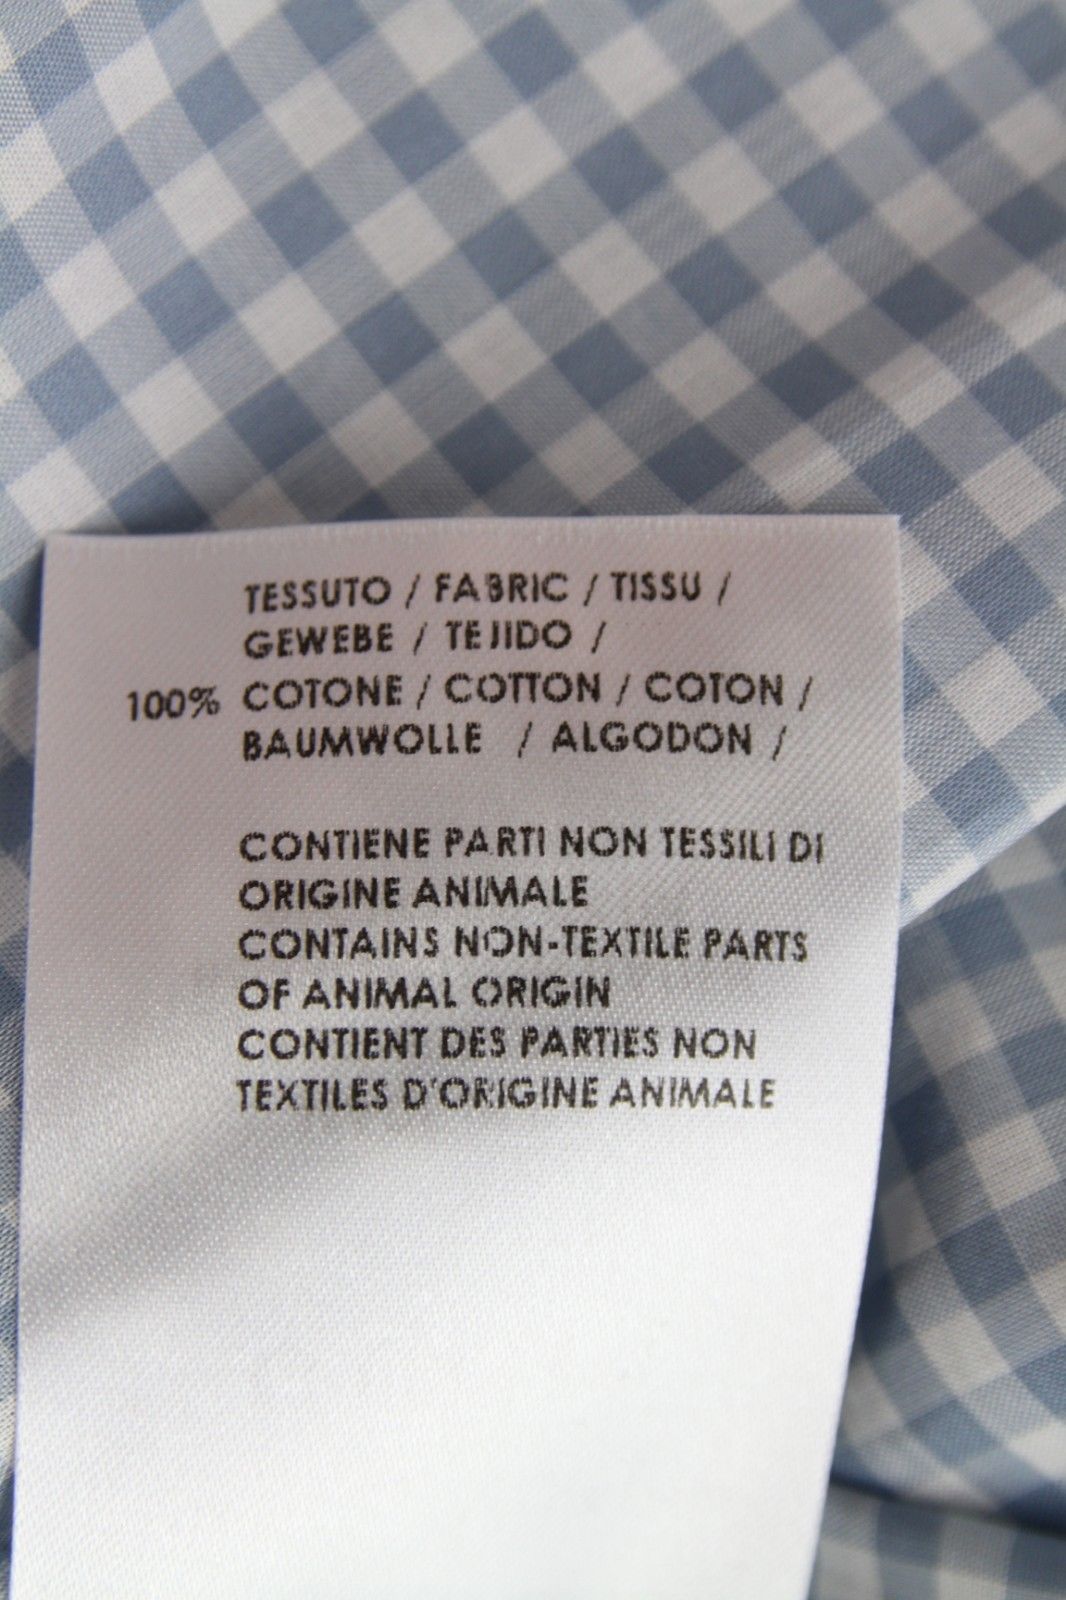 TESSUTO / FABRIC / TISSU /
GEWEBE / TEJIDO /
100% COTONE / COTTON / COTON /
BAUMWOLLE / ALGODON /
CONTIENE PARTI NON TESSILI DI
ORIGINE ANIMALE
CONTAINS NON-TEXTILE PARTS
OF ANIMAL ORIGIN
CONTIENT DES PARTIES NON
TEXTILES D'ORIGINE ANIMALE